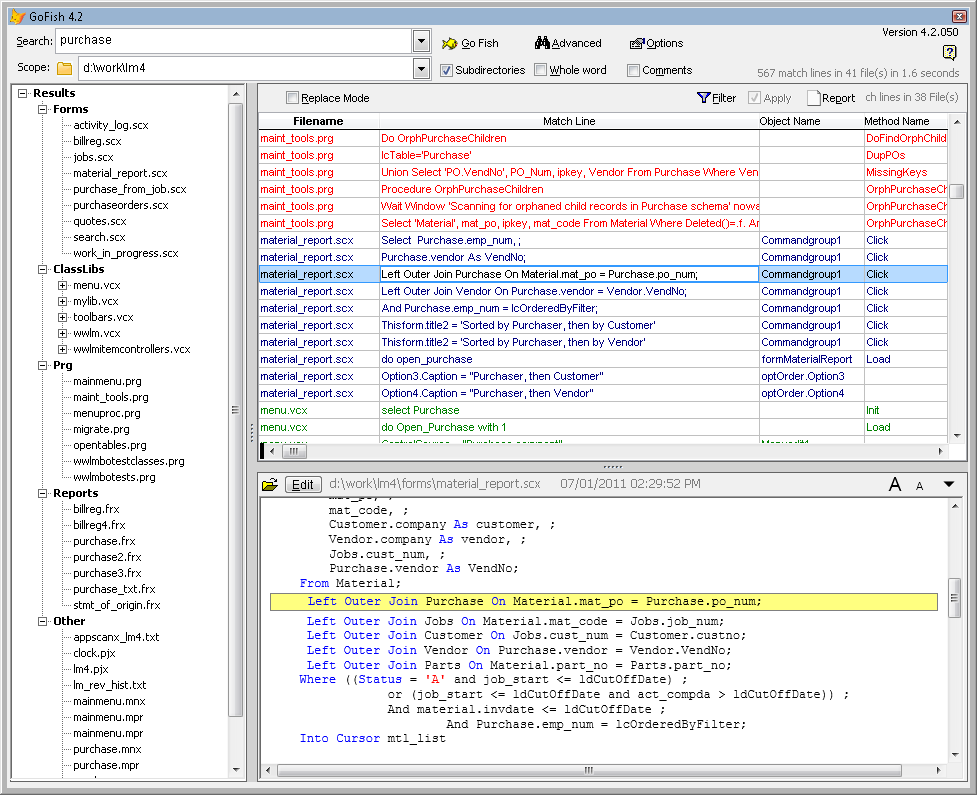 GoFish 4.2
Version 4.2.050
Search: purchase Go Fish Advanced Options
Scope: d:\work\lm4 Subdirectories Whole word Comments 567 match lines in 41 file(s) in 1.6 seconds
Results
Forms
activity_log.scx
billreg.scx
jobs.scx
material_report.scx
purchase_from_job.scx
purchaseorders.scx
quotes.scx
search.scx
work_in_progress.scx
ClassLibs
menu.vcx
mylib.vcx
toolbars.vcx
wwlm.vcx
wwlmitemcontrollers.vcx
Prg
mainmenu.prg
maint_tools.prg
menuproc.prg
migrate.prg
opentables.prg
wwlmbotestclasses.prg
wwlmbotests.prg
Reports
billreg.frx
billreg4.frx
purchase.frx
purchase2.frx
purchase3.frx
purchase_txt.frx
stmt_of_origin.frx
Other
appscanx_lm4.txt
clock.pjx
lm4.pjx
lm_rev_hist.txt
mainmenu.mnx
mainmenu.mpr
mainmenu.mpr
purchase.mnx
purchase.mpr
Replace Mode Filter Apply Report ch lines in 38 File(s)
Filename Match Line Object Name Method Name
maint_tools.prg Do OrphPurchaseChildren DoFindOrphChild
maint_tools.prg lcTable='Purchase' DupPOs
maint_tools.prg Union Select 'PO.VendNo', PO_Num, ipkey, Vendor From Purchase Where Ven MissingKeys
maint_tools.prg Procedure OrphPurchaseChildren OrphPurchaseCh
maint_tools.prg Wait Window 'Scanning for orphaned child records in Purchase schema' nowa OrphPurchaseCh
maint_tools.prg Select 'Material', mat_po, ipkey, mat_code From Material Where Deleted()=.f. Ar OrphPurchaseCh
material_report.scx Select  Purchase.emp_num, ; Commandgroup1 Click
material_report.scx Purchase.vendor As VendNo; Commandgroup1 Click
material_report.scx Left Outer Join Purchase On Material.mat_po = Purchase.po_num; Commandgroup1 Click
material_report.scx Left Outer Join Vendor On Purchase.vendor = Vendor.VendNo; Commandgroup1 Click
material_report.scx And Purchase.emp_num = lcOrderedByFilter; Commandgroup1 Click
material_report.scx Thisform.title2 = 'Sorted by Purchaser, then by Customer' Commandgroup1 Click
material_report.scx Thisform.title2 = 'Sorted by Purchaser, then by Vendor' Commandgroup1 Click
material_report.scx do open_purchase formMaterialReport Load
material_report.scx Option3.Caption = "Purchaser, then Customer" optOrder.Option3
material_report.scx Option4.Caption = "Purchaser, then Vendor" optOrder.Option4
menu.vcx select Purchase Init
menu.vcx do Open_Purchase with 1 Load
Edit d:\work\lm4\forms\material_report.scx 07/01/2011 02:29:52 PM A A
mat_code, ;
Customer.company As customer, ;
Vendor.company As vendor, ;
Jobs.cust_num, ;
Purchase.vendor As VendNo;
From Material;
Left Outer Join Purchase On Material.mat_po = Purchase.po_num;
Left Outer Join Jobs On Material.mat_code = Jobs.job_num;
Left Outer Join Customer On Jobs.cust_num = Customer.custno;
Left Outer Join Vendor On Purchase.vendor = Vendor.VendNo;
Left Outer Join Parts On Material.part_no = Parts.part_no;
Where ((Status = 'A' and job_start <= ldCutOffDate) ;
or (job_start <= ldCutOffDate and act_compda > ldCutOffDate)) ;
And material.invdate <= ldCutOffDate ;
And Purchase.emp_num = lcOrderedByFilter;
Into Cursor mtl_list